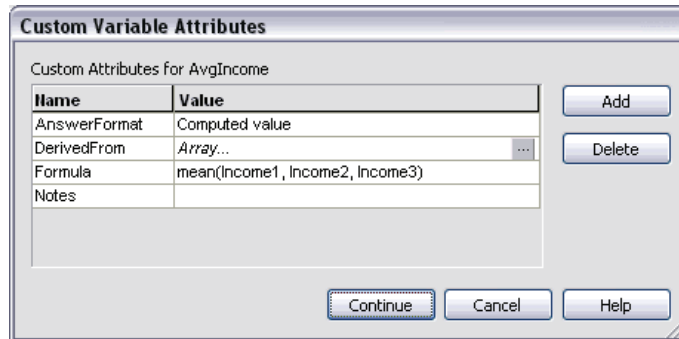 Custom Variable Attributes
Custom Attributes for AvgIncome
Name Value
AnswerFormat Computed value
DerivedFrom Array... ...
Formula mean(Income1, Income2, Income3)
Notes
Add
Delete
Continue Cancel Help